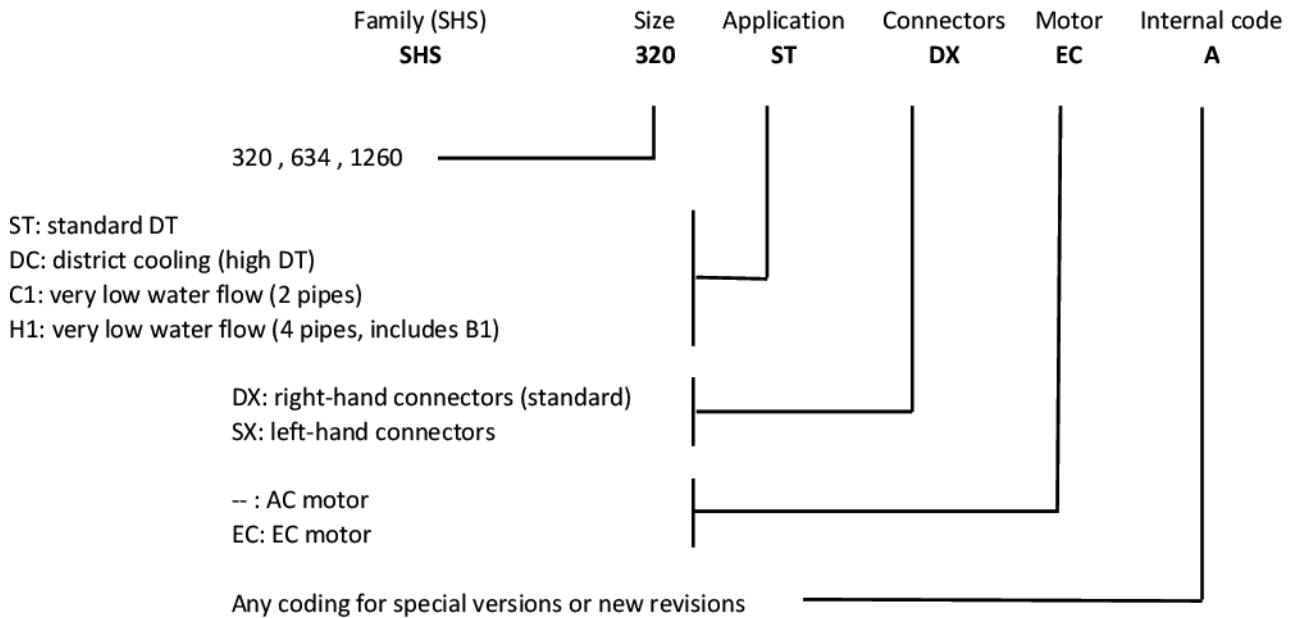 Family (SHS) Size Application Connectors Motor Internal code
SHS 320 ST DX EC A
320 , 634 , 1260
ST: standard DT
DC: district cooling (high DT)
C1: very low water flow (2 pipes)
H1: very low water flow (4 pipes, includes B1)
DX: right-hand connectors (standard)
SX: left-hand connectors
-- : AC motor
EC: EC motor
Any coding for special versions or new revisions